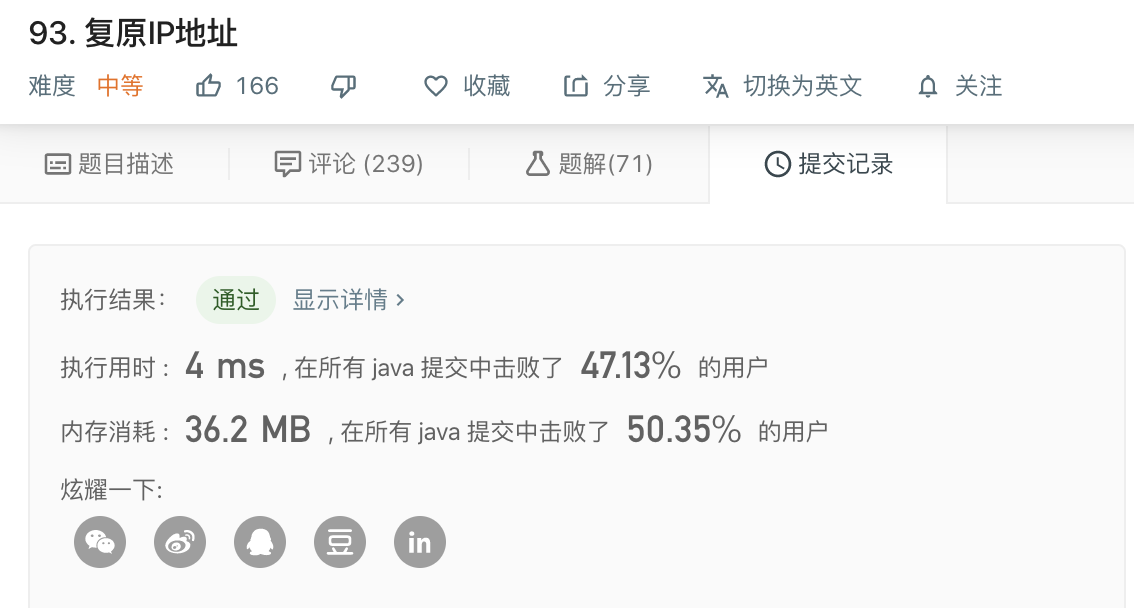 93. 复原IP地址
难度 中等 166 收藏 分享 切换为英文 关注
题目描述 评论 (239) 题解(71) 提交记录
执行结果： 通过 显示详情 ›
执行用时 : 4 ms , 在所有 java 提交中击败了 47.13% 的用户
内存消耗 : 36.2 MB , 在所有 java 提交中击败了 50.35% 的用户
炫耀一下:
豆 in